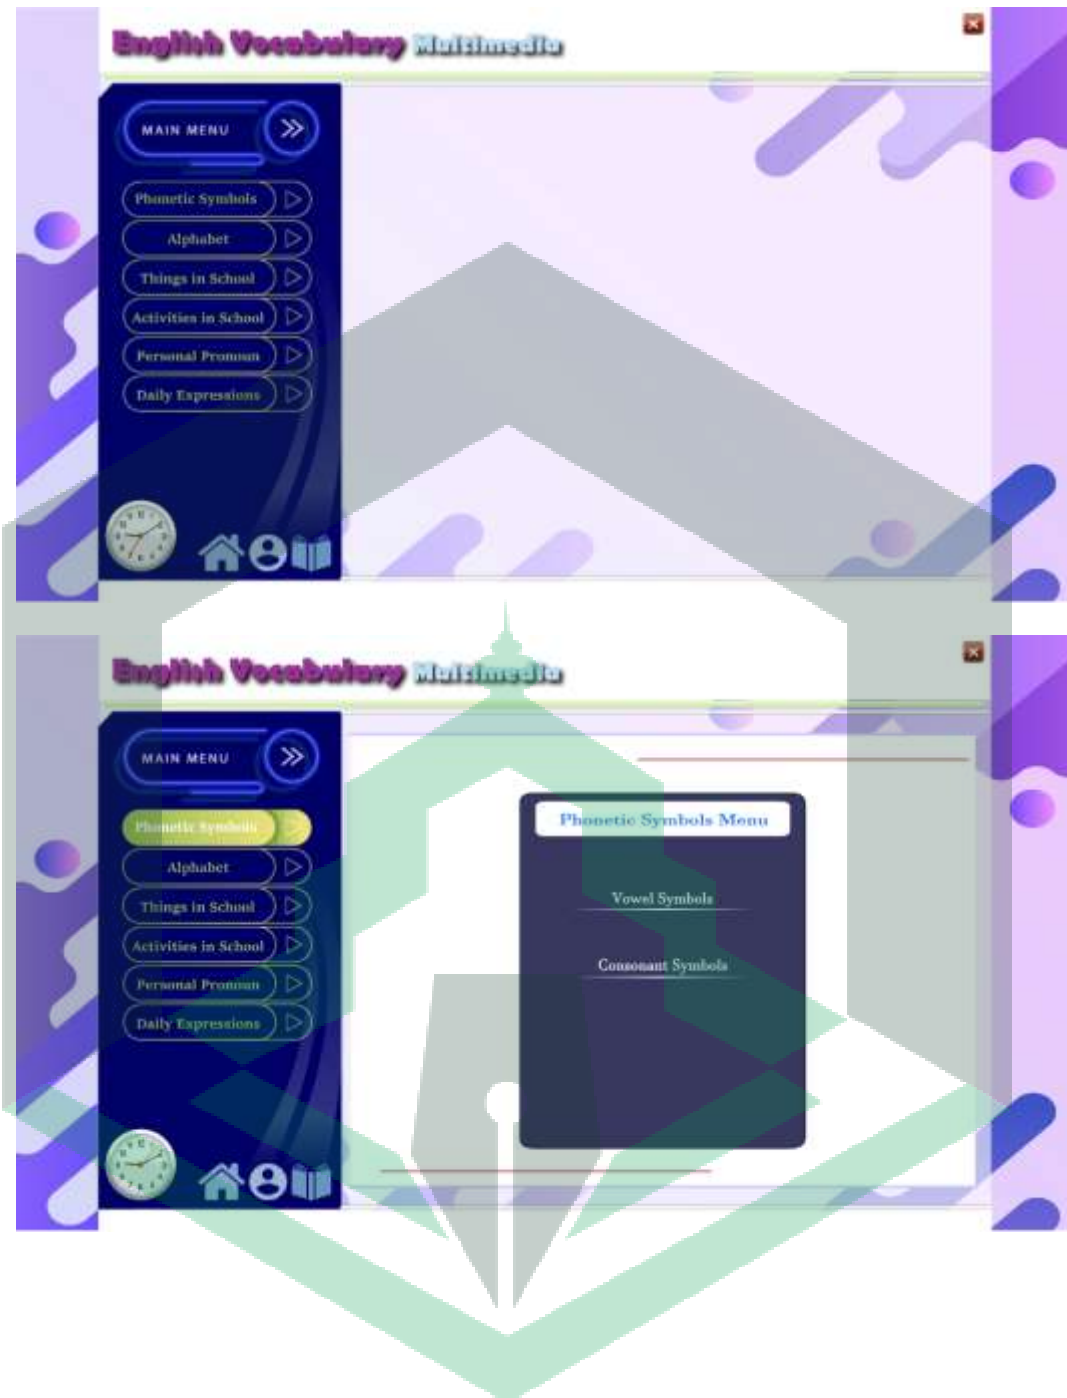 English Vocabulary Multimedia
MAIN MENU
Phonetic Symbols
Alphabet
Things in School
Activities in School
Personal Pronoun
Daily Expressions
English Vocabulary Multimedia
MAIN MENU
Phonetic Symbols
Alphabet
Things in School
Activities in School
Personal Pronoun
Daily Expressions
Phonetic Symbols Menu
Vowel Symbols
Consonant Symbols